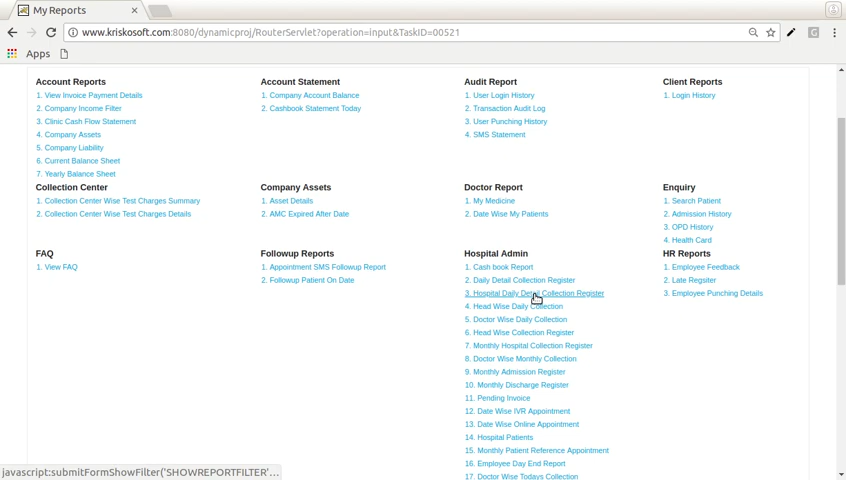 My Reports
www.kriskosoft.com:8080/dynamicproj/RouterServlet?operation=input&TaskID=00521
Apps
Account Reports
1. View Invoice Payment Details
2. Company Income Filter
3. Clinic Cash Flow Statement
4. Company Assets
5. Company Liability
6. Current Balance Sheet
7. Yearly Balance Sheet
Account Statement
1. Company Account Balance
2. Cashbook Statement Today
Audit Report
1. User Login History
2. Transaction Audit Log
3. User Punching History
4. SMS Statement
Client Reports
1. Login History
Collection Center
1. Collection Center Wise Test Charges Summary
2. Collection Center Wise Test Charges Details
Company Assets
1. Asset Details
2. AMC Expired After Date
Doctor Report
1. My Medicine
2. Date Wise My Patients
Enquiry
1. Search Patient
2. Admission History
3. OPD History
4. Health Card
FAQ
1. View FAQ
Followup Reports
1. Appointment SMS Followup Report
2. Followup Patient On Date
Hospital Admin
1. Cash book Report
2. Daily Detail Collection Register
3. Hospital Daily Detail Collection Register
4. Head Wise Daily Collection
5. Doctor Wise Daily Collection
6. Head Wise Collection Register
7. Monthly Hospital Collection Register
8. Doctor Wise Monthly Collection
9. Monthly Admission Register
10. Monthly Discharge Register
11. Pending Invoice
12. Date Wise IVR Appointment
13. Date Wise Online Appointment
14. Hospital Patients
15. Monthly Patient Reference Appointment
16. Employee Day End Report
17. Doctor Wise Todays Collection
HR Reports
1. Employee Feedback
2. Late Regsiter
3. Employee Punching Details
javascript:submitFormShowFilter('SHOWREPORTFILTER'...